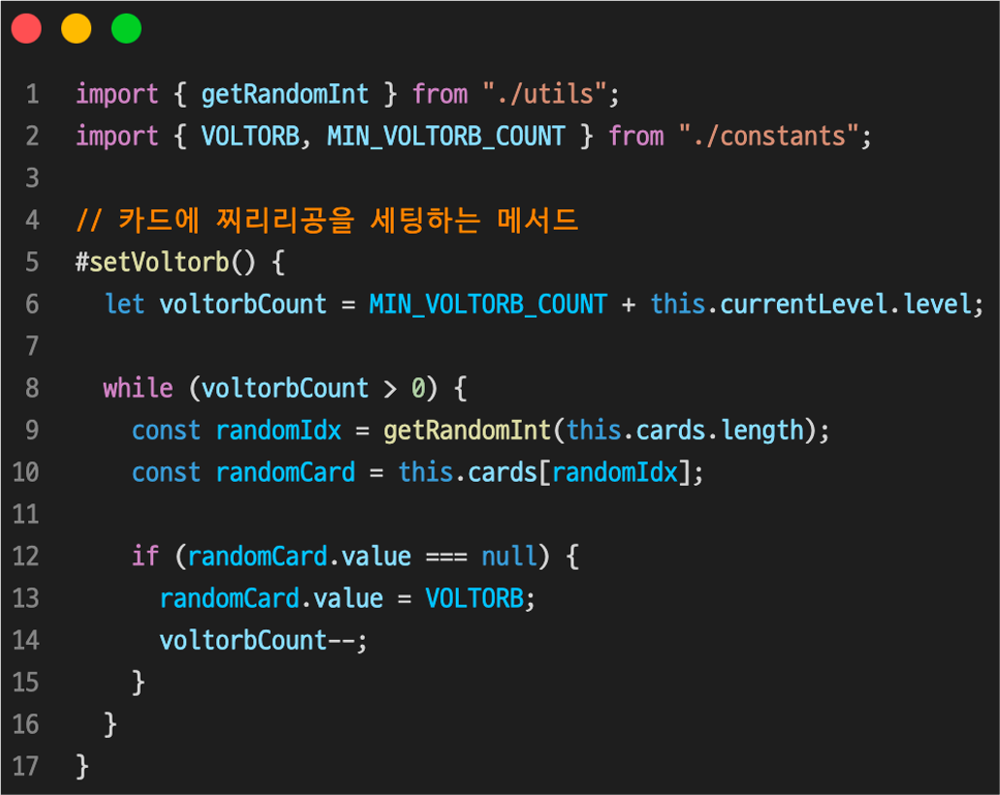 1 import { getRandomInt } from "./utils";
2 import { VOLTORB, MIN_VOLTORB_COUNT } from "./constants";
3
4 // 카드에 찌리리공을 세팅하는 메서드
5 #setVoltorb() {
6   let voltorbCount = MIN_VOLTORB_COUNT + this.currentLevel.level;
7
8   while (voltorbCount > 0) {
9     const randomIdx = getRandomInt(this.cards.length);
10     const randomCard = this.cards[randomIdx];
11
12     if (randomCard.value === null) {
13       randomCard.value = VOLTORB;
14       voltorbCount--;
15     }
16   }
17 }